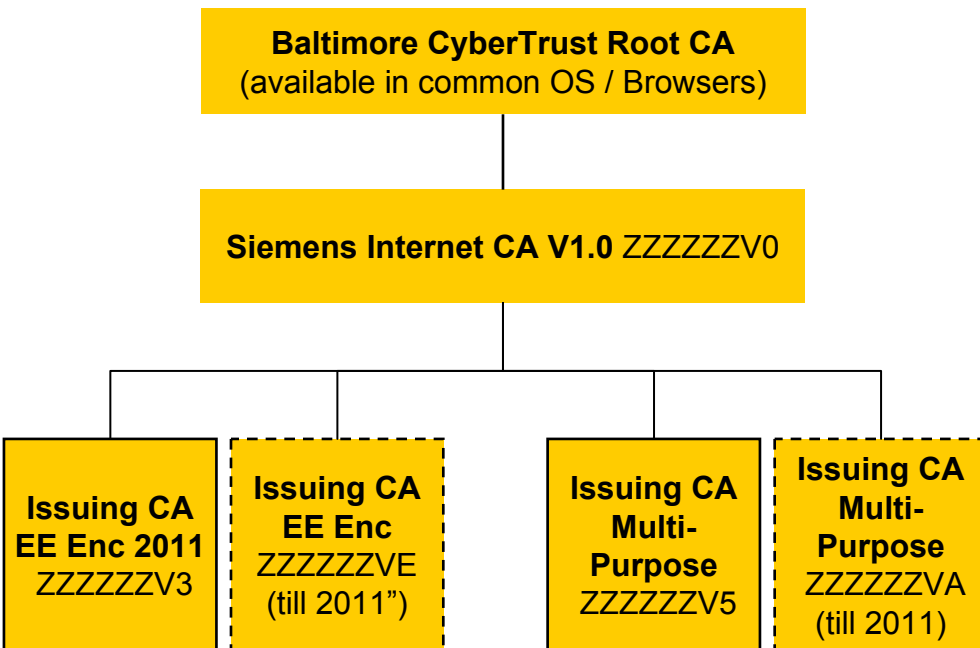 Baltimore CyberTrust Root CA
(available in common OS / Browsers)
Siemens Internet CA V1.0 ZZZZZZV0
Issuing CA
EE Enc 2011
ZZZZZZV3
Issuing CA
EE Enc
ZZZZZZVE
(till 2011”)
Issuing CA
Multi-
Purpose
ZZZZZZV5
Issuing CA
Multi-
Purpose
ZZZZZZVA
(till 2011)